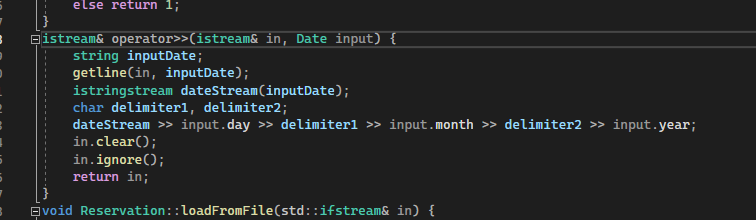 else return 1;
}
istream& operator>>(istream& in, Date input) {
string inputDate;
getline(in, inputDate);
istringstream dateStream(inputDate);
char delimiter1, delimiter2;
dateStream >> input.day >> delimiter1 >> input.month >> delimiter2 >> input.year;
in.clear();
in.ignore();
return in;
}
void Reservation::loadFromFile(std::ifstream& in) {